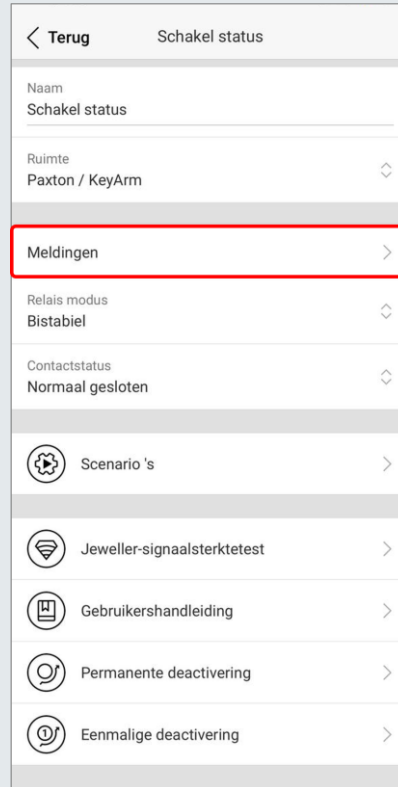 Terug Schakel status
Naam
Schakel status
Ruimte
Paxton / KeyArm
Meldingen
Relais modus
Bistabiel
Contactstatus
Normaal gesloten
Scenario 's
Jeweller-signaalsterktetest
Gebruikershandleiding
Permanente deactivering
1 Eenmalige deactivering